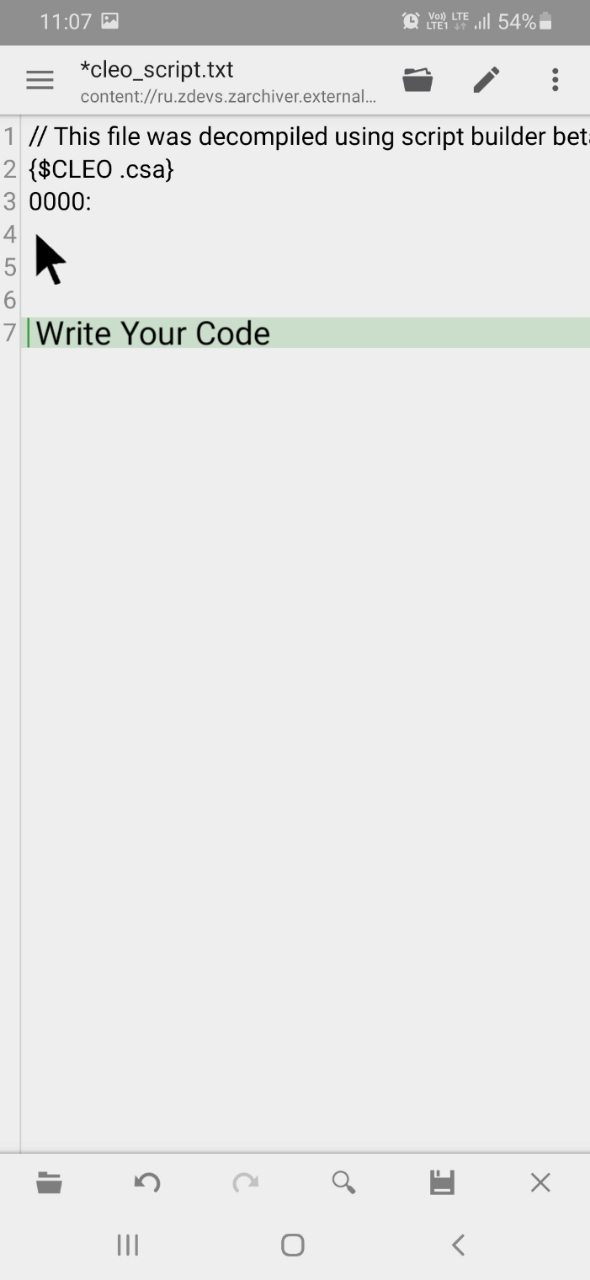 11:07
Vo)) LTE
LTE1
54%
*cleo_script.txt
content://ru.zdevs.zarchiver.external...
1 // This file was decompiled using script builder bet
2 {$CLEO .csa}
3 0000:
4
5
6
7 Write Your Code